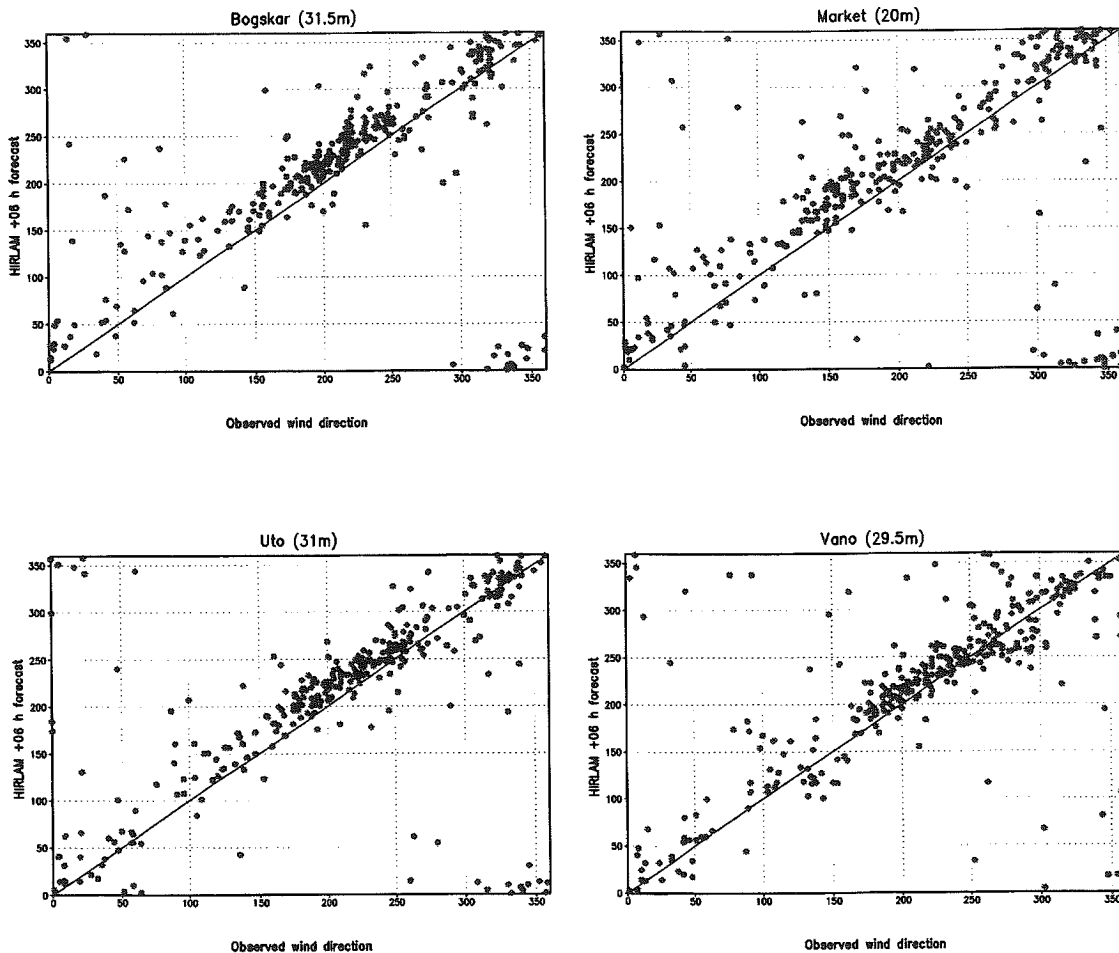 Bogskar (31.5m)
HIRLAM +06 h forecast
350
300
250
200
150
100
50
0
0 50 100 150 200 250 300 350
Observed wind direction
Market (20m)
HIRLAM +06 h forecast
350
300
250
200
150
100
50
0
0 50 100 150 200 250 300 350
Observed wind direction
Uto (31m)
HIRLAM +06 h forecast
350
300
250
200
150
100
50
0
0 50 100 150 200 250 300 350
Observed wind direction
Vano (29.5m)
HIRLAM +06 h forecast
350
300
250
200
150
100
50
0
0 50 100 150 200 250 300 350
Observed wind direction